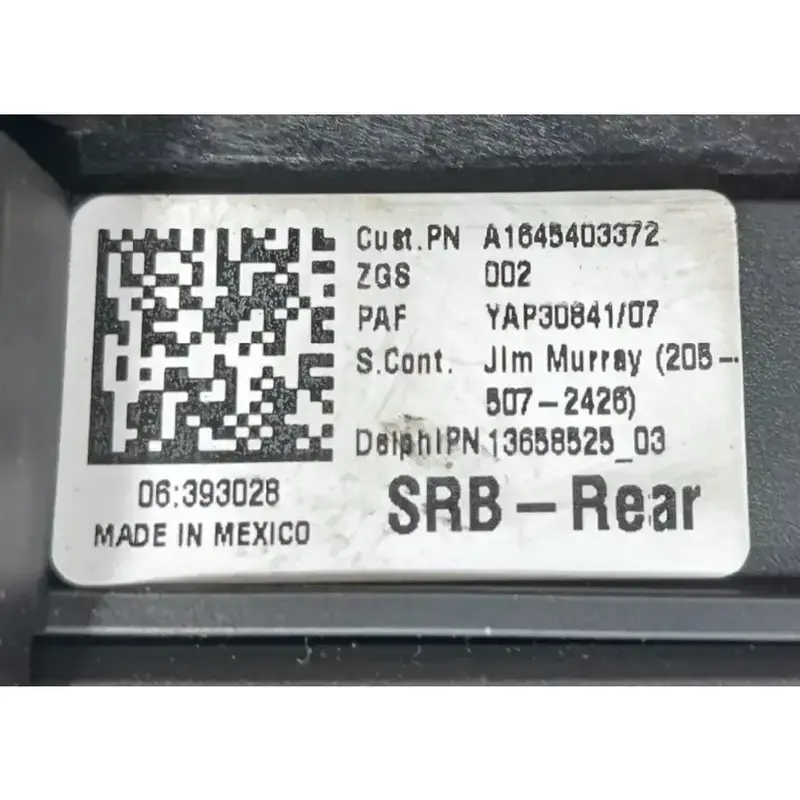 Cust.PN A1645403372
ZGS 002
PAF YAP30841/07
S.Cont. Jim Murray (205-
507-2426)
DelphiPN 13658525_03
06:393028
MADE IN MEXICO
SRB - Rear